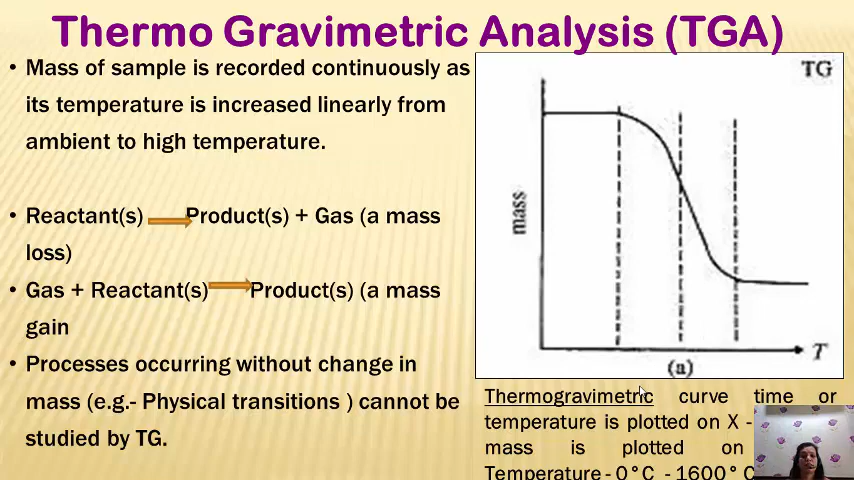 Thermo Gravimetric Analysis (TGA)
• Mass of sample is recorded continuously as
its temperature is increased linearly from
ambient to high temperature.
• Reactant(s) Product(s) + Gas (a mass
loss)
• Gas + Reactant(s) Product(s) (a mass
gain
• Processes occurring without change in
mass (e.g.- Physical transitions ) cannot be
studied by TG.
TG
mass
T
(a)
Thermogravimetric curve time or
temperature is plotted on X -
mass is plotted on
Temperature - 0°C - 1600°C